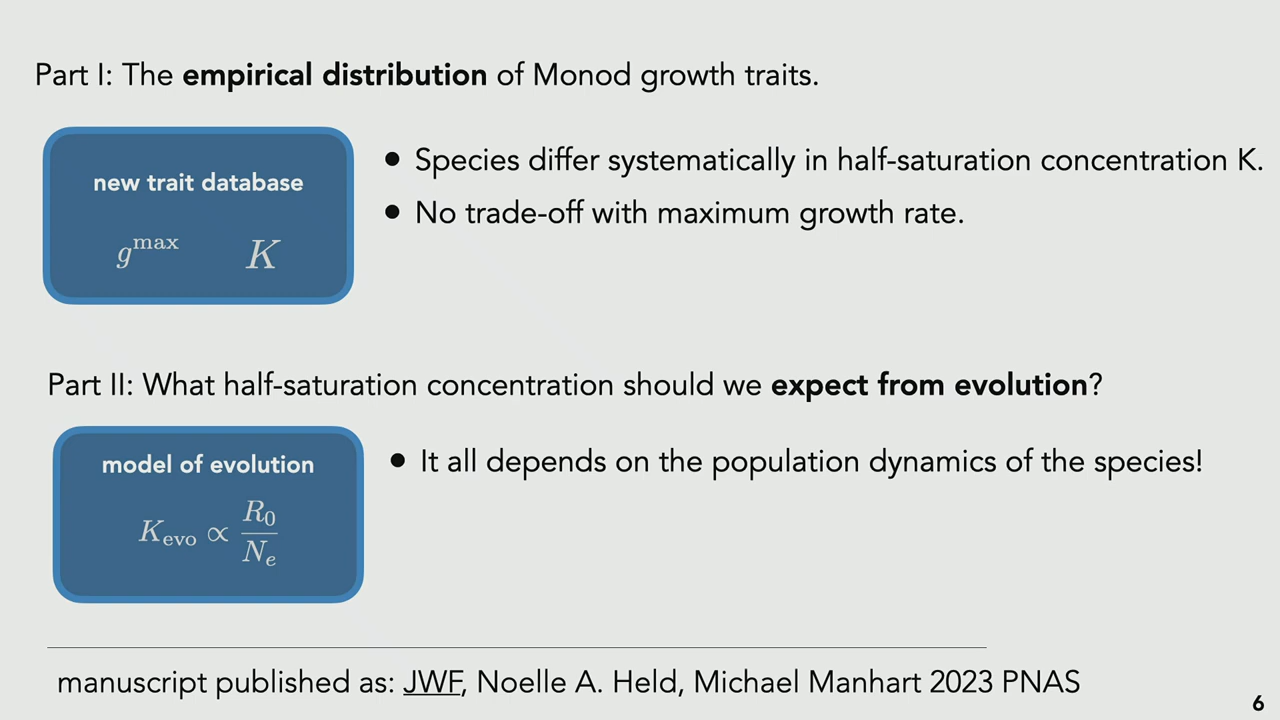 Part I: The empirical distribution of Monod growth traits.
new trait database
g^max K
• Species differ systematically in half-saturation concentration K.
• No trade-off with maximum growth rate.
Part II: What half-saturation concentration should we expect from evolution?
model of evolution
K_evo ∝ R_0/N_e
• It all depends on the population dynamics of the species!
manuscript published as: JWF, Noelle A. Held, Michael Manhart 2023 PNAS
6